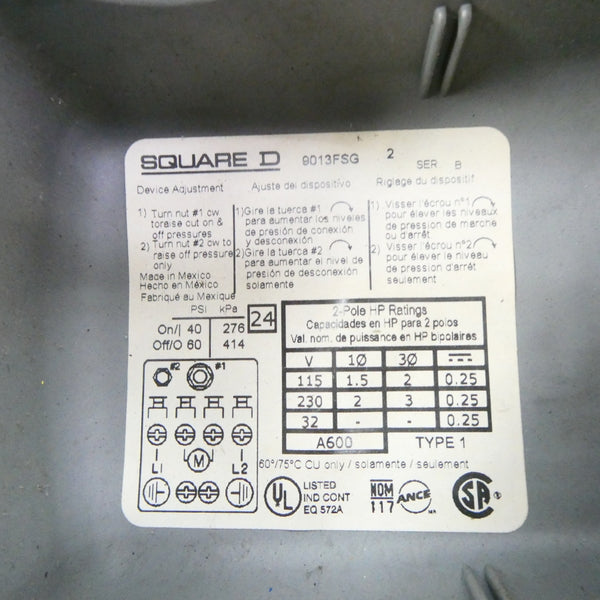 SQUARE D 9013FSG 2 SER B
Device Adjustment
1) Turn nut #1 cw
toraise cut on &
off pressures
2) Turn nut #2 cw to
raise off pressure
only
Made in Mexico
Hecho en México
Fabriqué au Mexique
Ajuste del dispositivo
1)Gire la tuerca #1
para aumentar los niveles
de presión de conexión
y desconexión
2)Gire la tuerca #2
para aumentar el nivel de
presión de desconexión
solamente
Riglage du dispositif
1) Visser l'écrou n°1
pour élever les niveaux
de pression de marche
ou d'arrêt
2) Visser l'écrou n°2
pour élever le niveau
de pression d'arrêt
seulement
PSI kPa
On/| 40 276
Off/O 60 414
24
2-Pole HP Ratings
Capacidades en HP para 2 polos
Val. nom. de puissance en HP bipolaires
V 1Ø 3Ø
115 1.5 2 0.25
230 2 3 0.25
32 - - 0.25
A600 TYPE 1
#2 #1
L1 M L2
60°/75°C CU only / solamente / seulement
UL LISTED
IND CONT
EQ 572A
NOM
117
ANCE
MR
SA ®